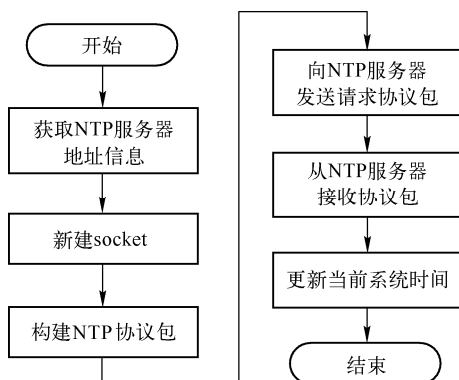 开始
获取NTP服务器
地址信息
新建socket
构建NTP协议包
向NTP服务器
发送请求协议包
从NTP服务器
接收协议包
更新当前系统时间
结束